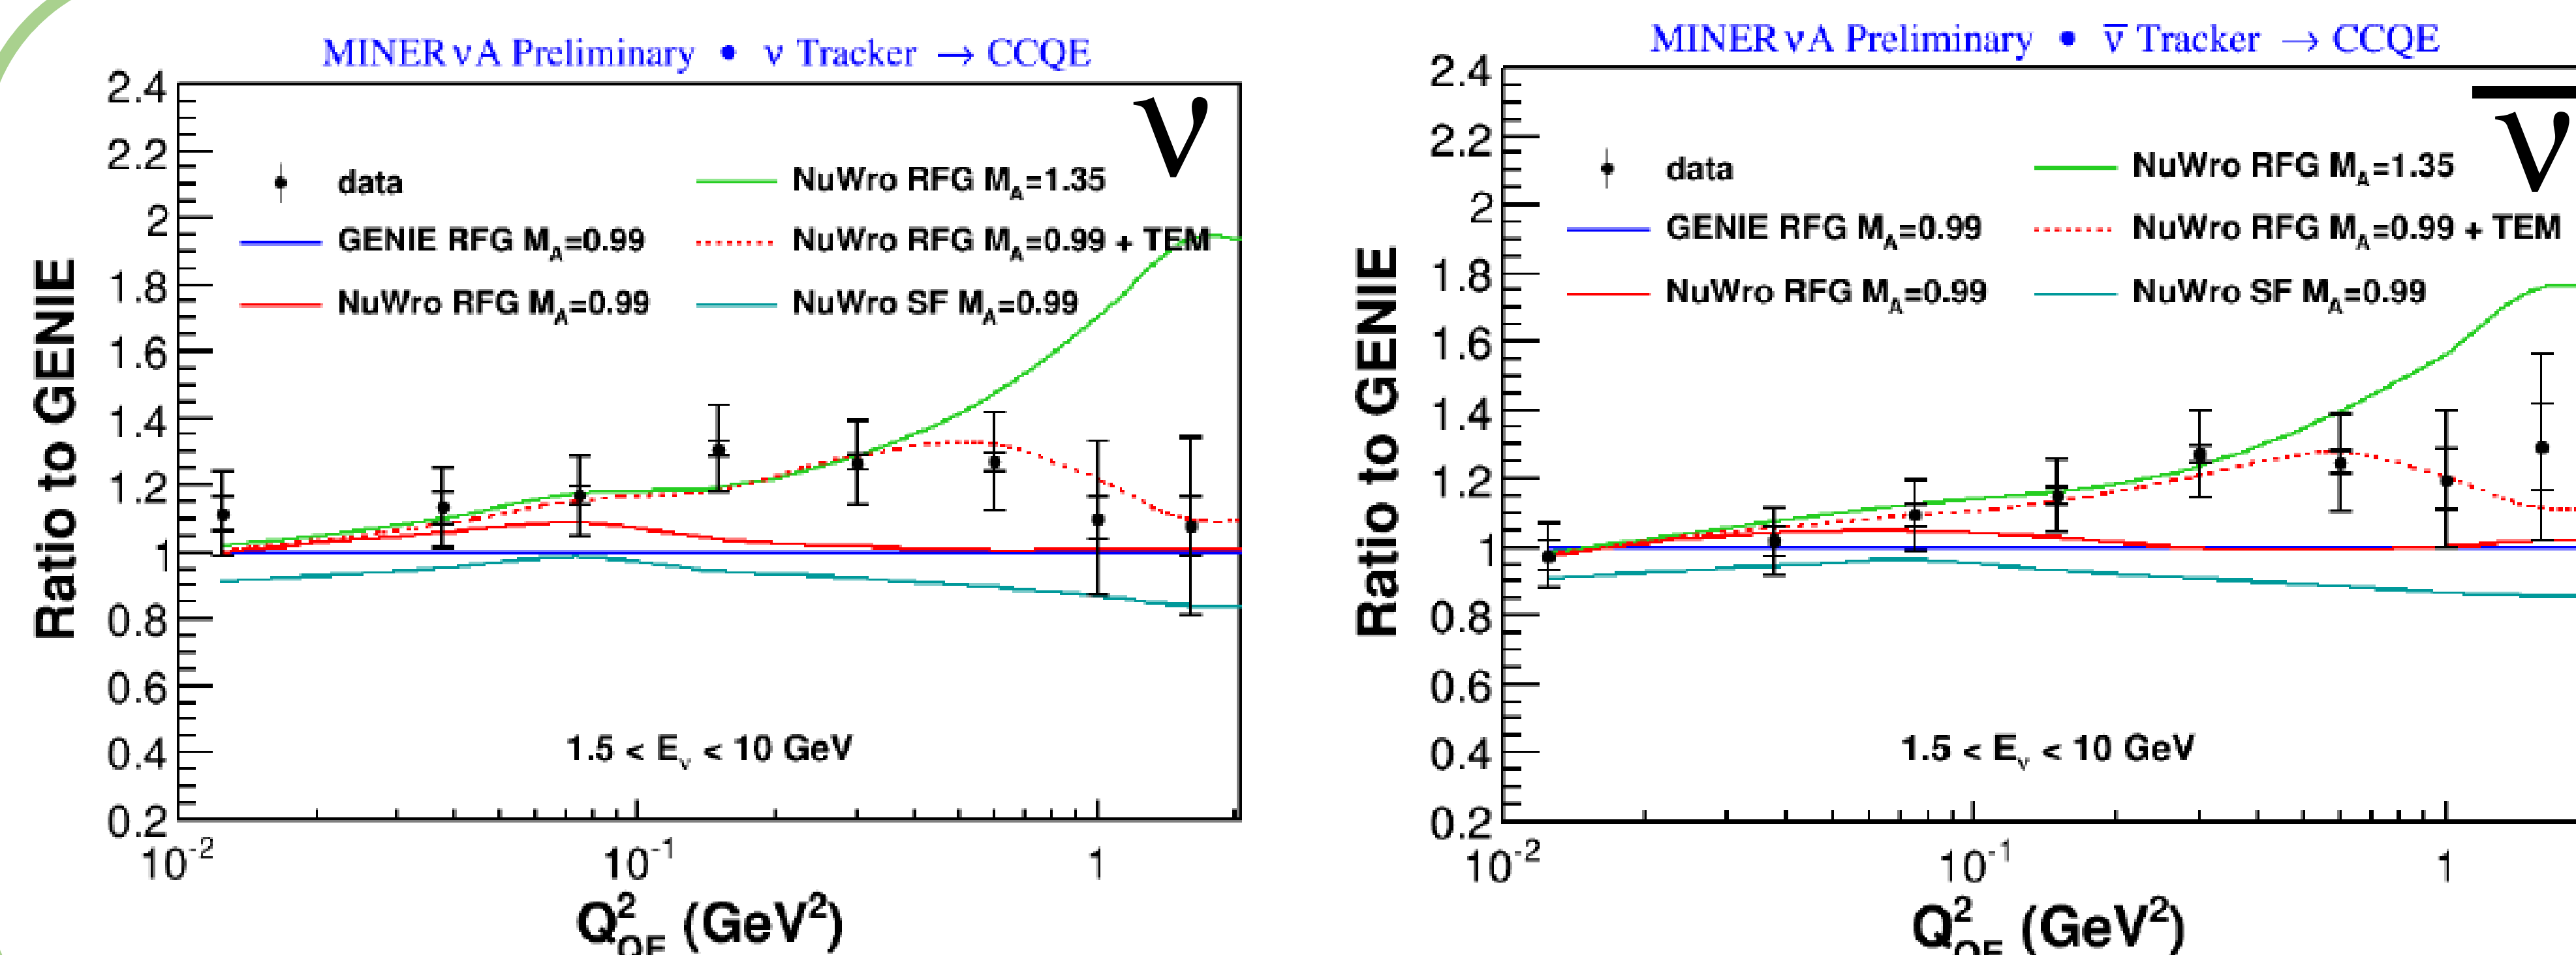 MINERνA Preliminary • ν Tracker → CCQE
2.4
2.2
2
1.8
1.6
1.4
1.2
1
0.8
0.6
0.4
0.2
Ratio to GENIE
ν
data
GENIE RFG M_A=0.99
NuWro RFG M_A=0.99
NuWro RFG M_A=1.35
NuWro RFG M_A=0.99 + TEM
NuWro SF M_A=0.99
1.5 < E_ν < 10 GeV
10⁻²
10⁻¹
1
Q²_QE (GeV²)
MINERνA Preliminary • ν̅ Tracker → CCQE
2.4
2.2
2
1.8
1.6
1.4
1.2
1
0.8
0.6
0.4
0.2
Ratio to GENIE
ν̅
data
GENIE RFG M_A=0.99
NuWro RFG M_A=0.99
NuWro RFG M_A=1.35
NuWro RFG M_A=0.99 + TEM
NuWro SF M_A=0.99
1.5 < E_ν < 10 GeV
10⁻²
10⁻¹
1
Q²_QE (GeV²)